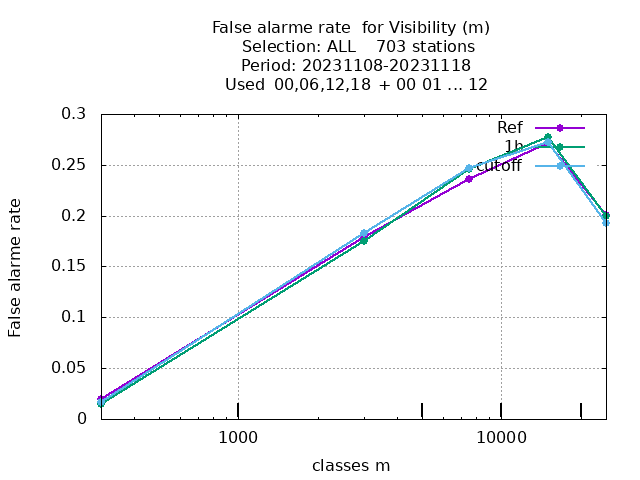 False alarme rate  for Visibility (m)
Selection: ALL    703 stations
Period: 20231108-20231118
Used  00,06,12,18 + 00 01 ... 12
0.3
0.25
0.2
0.15
0.1
0.05
0
False alarme rate
Ref
1h
cutoff
1000
10000
classes m